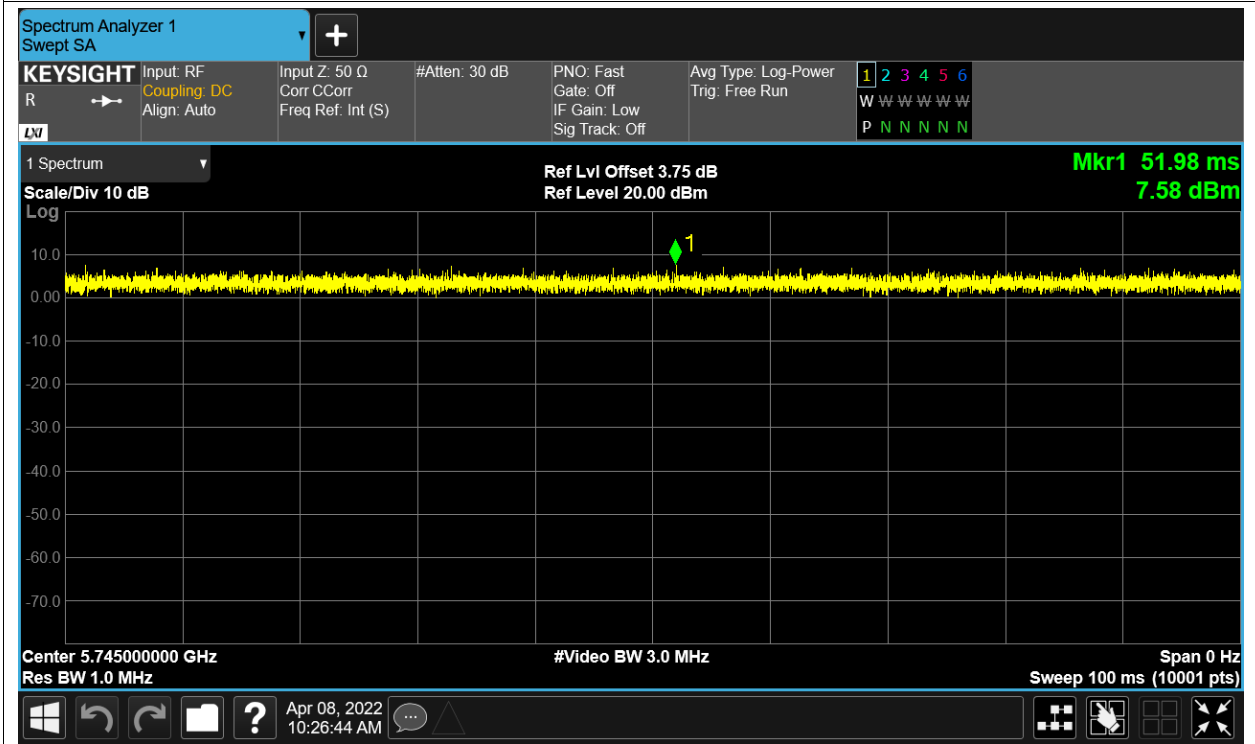 Spectrum Analyzer 1
Swept SA
KEYSIGHT
R
LXI
Input: RF
Coupling: DC
Align: Auto
Input Z: 50 Ω
Corr CCorr
Freq Ref: Int (S)
#Atten: 30 dB
PNO: Fast
Gate: Off
IF Gain: Low
Sig Track: Off
Avg Type: Log-Power
Trig: Free Run
1 2 3 4 5 6
W W W W W W
P N N N N N
1 Spectrum
Scale/Div 10 dB
Log
Ref Lvl Offset 3.75 dB
Ref Level 20.00 dBm
Mkr1 51.98 ms
7.58 dBm
1
10.0
0.00
-10.0
-20.0
-30.0
-40.0
-50.0
-60.0
-70.0
Center 5.745000000 GHz
Res BW 1.0 MHz
#Video BW 3.0 MHz
Span 0 Hz
Sweep 100 ms (10001 pts)
?
Apr 08, 2022
10:26:44 AM